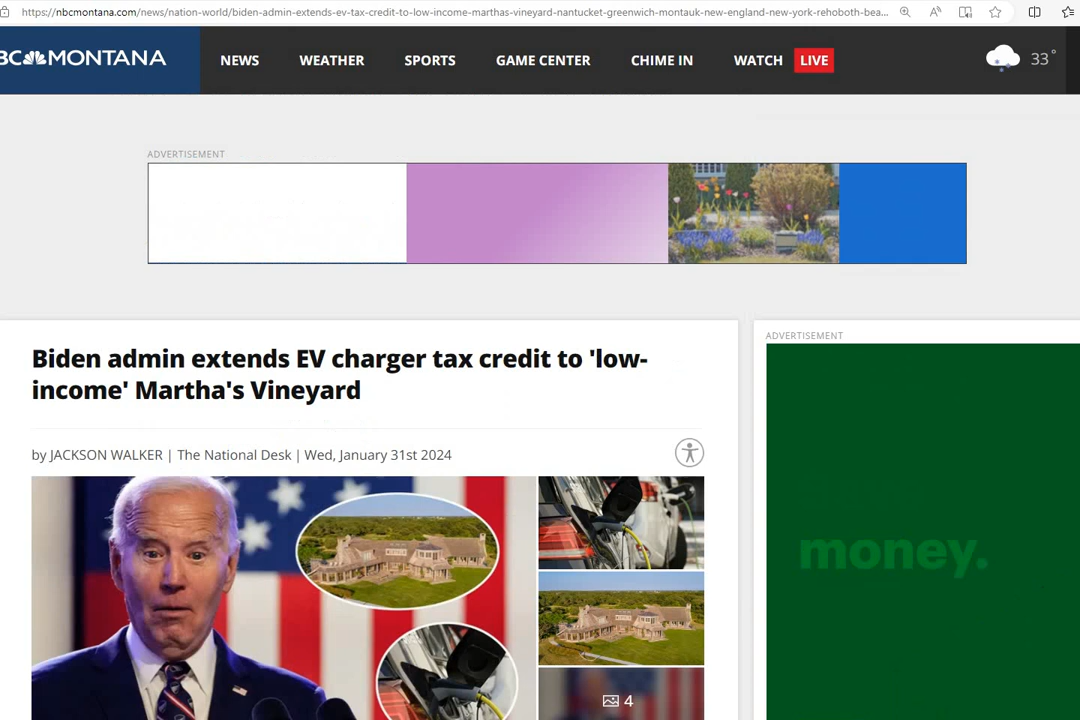 https://nbcmontana.com/news/nation-world/biden-admin-extends-ev-tax-credit-to-low-income-marthas-vineyard-nantucket-greenwich-montauk-new-england-new-york-rehoboth-bea...
BC MONTANA
NEWS
WEATHER
SPORTS
GAME CENTER
CHIME IN
WATCH
LIVE
33°
ADVERTISEMENT
Biden admin extends EV charger tax credit to 'low-
income' Martha's Vineyard
by JACKSON WALKER | The National Desk | Wed, January 31st 2024
4
ADVERTISEMENT
money.